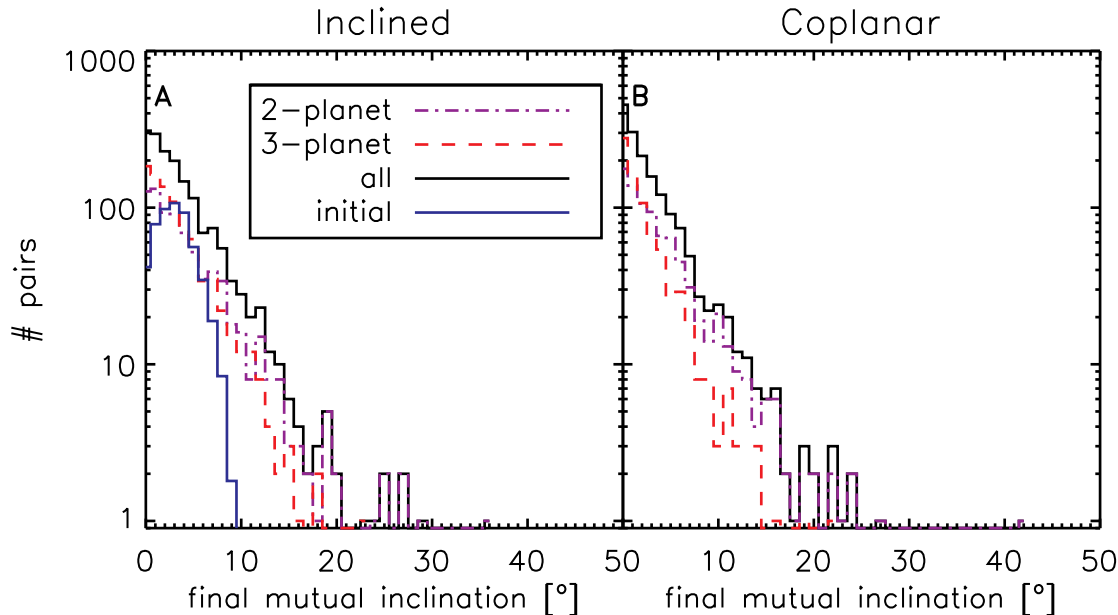 Inclined
Coplanar
1000
100
10
1
# pairs
A
2-planet
3-planet
all
initial
B
0 10 20 30 40 50 10 20 30 40 50
final mutual inclination [°]
final mutual inclination [°]